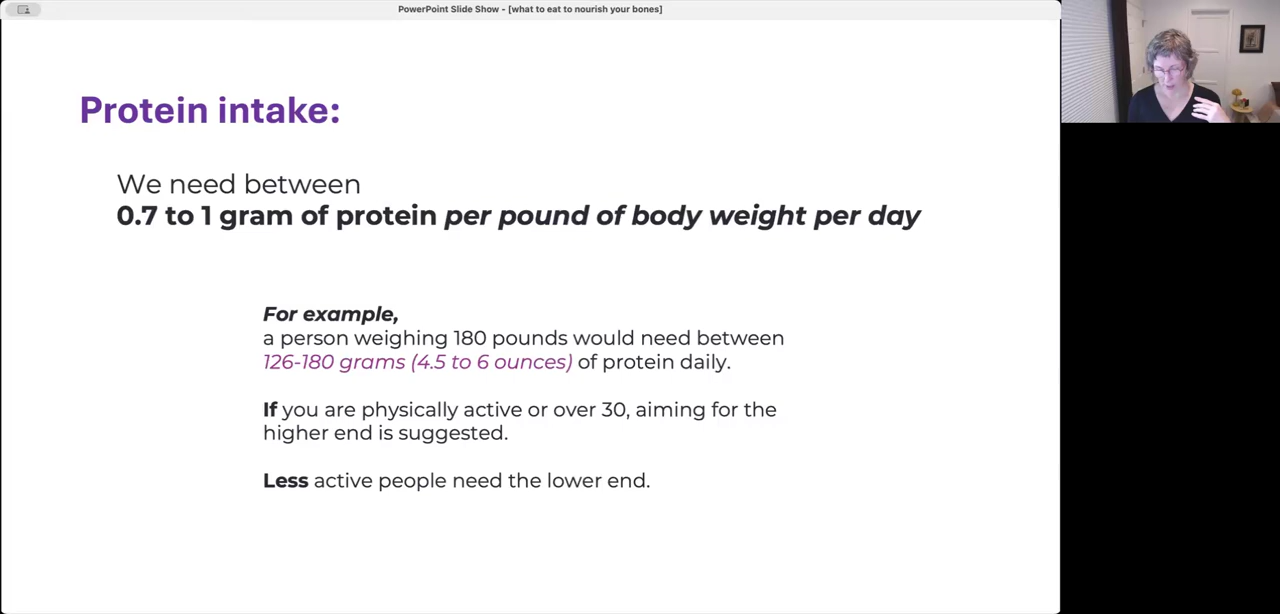 PowerPoint Slide Show - [what to eat to nourish your bones]
Protein intake:
We need between
0.7 to 1 gram of protein per pound of body weight per day
For example,
a person weighing 180 pounds would need between
126-180 grams (4.5 to 6 ounces) of protein daily.
If you are physically active or over 30, aiming for the
higher end is suggested.
Less active people need the lower end.